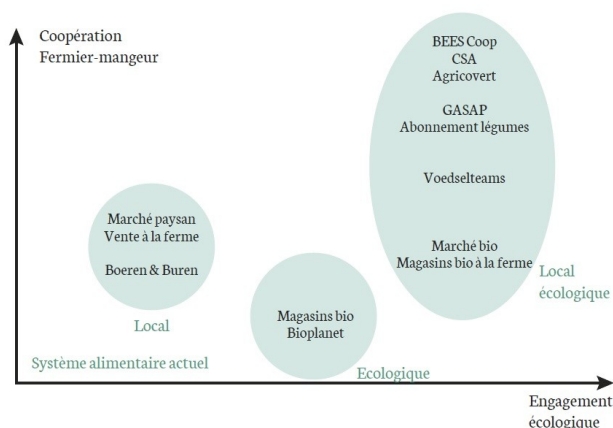 Coopération
Fermier-mangeur
BEES Coop
CSA
Agricovert
GASAP
Abonnement légumes
Voedselteams
Marché bio
Magasins bio à la ferme
Local
écologique
Marché paysan
Vente à la ferme
Boeren & Buren
Local
Magasins bio
Bioplanet
Ecologique
Système alimentaire actuel
Engagement
écologique